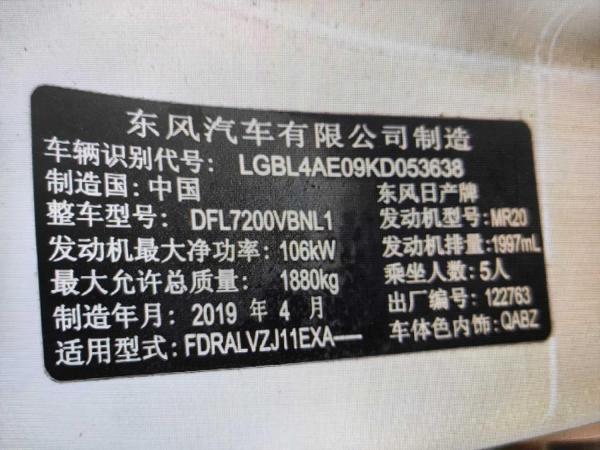 东风汽车有限公司制造
车辆识别代号: LGBL4AE09KD053638
制造国: 中国 东风日产牌
整车型号: DFL7200VBNL1 发动机型号: MR20
发动机最大净功率: 106kW 发动机排量: 1997mL
最大允许总质量: 1880kg 乘坐人数: 5人
制造年月: 2019 年 4 月 出厂编号: 122763
适用型式: FDRALVZJ11EXA── 车体色内饰: QABZ